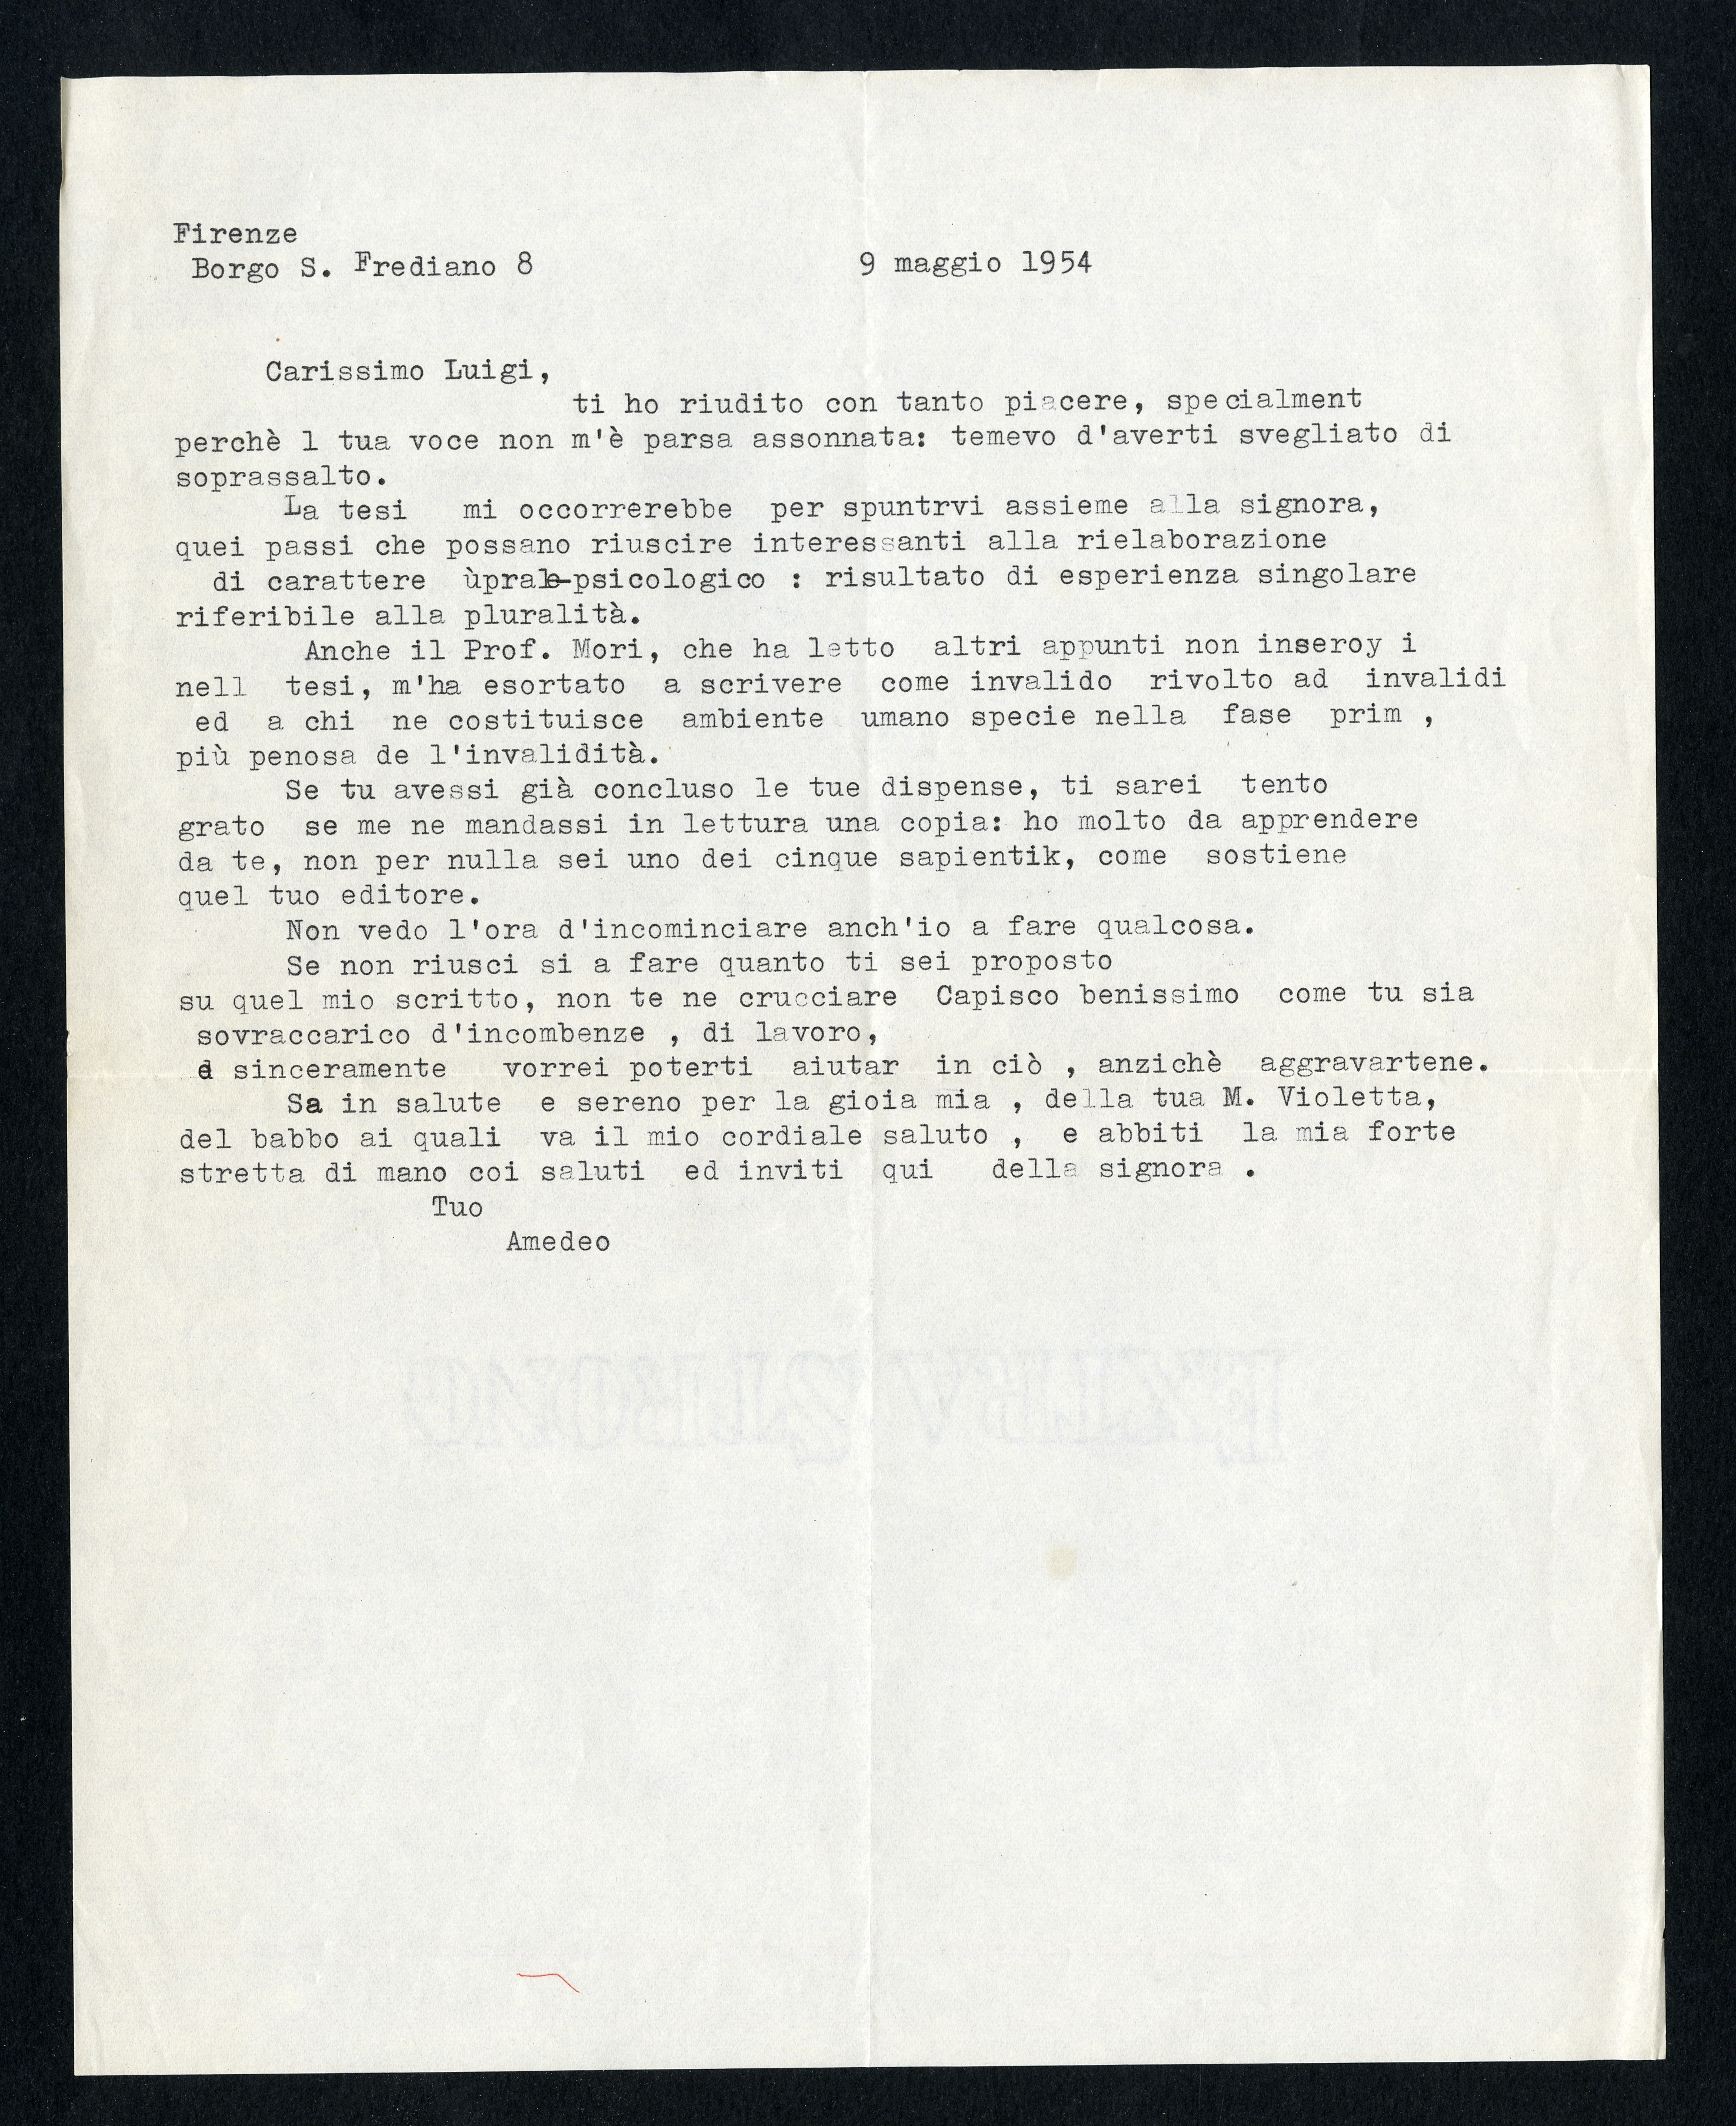 Firenze
Borgo S. Frediano 8 9 maggio 1954
Carissimo Luigi,
ti ho riudito con tanto piacere, specialment
perchè l tua voce non m'è parsa assonnata: temevo d'averti svegliato di
soprassalto.
La tesi mi occorrerebbe per spuntrvi assieme alla signora,
quei passi che possano riuscire interessanti alla rielaborazione
di carattere ùprale-psicologico : risultato di esperienza singolare
riferibile alla pluralità.
Anche il Prof. Mori, che ha letto altri appunti non inseroy i
nell tesi, m'ha esortato a scrivere come invalido rivolto ad invalidi
ed a chi ne costituisce ambiente umano specie nella fase prim ,
più penosa de l'invalidità.
Se tu avessi già concluso le tue dispense, ti sarei tento
grato se me ne mandassi in lettura una copia: ho molto da apprendere
da te, non per nulla sei uno dei cinque sapientik, come sostiene
quel tuo editore.
Non vedo l'ora d'incominciare anch'io a fare qualcosa.
Se non riusci si a fare quanto ti sei proposto
su quel mio scritto, non te ne crucciare Capisco benissimo come tu sia
sovraccarico d'incombenze , di lavoro,
e sinceramente vorrei poterti aiutar in ciò , anzichè aggravartene.
Sa in salute e sereno per la gioia mia , della tua M. Violetta,
del babbo ai quali va il mio cordiale saluto , e abbiti la mia forte
stretta di mano coi saluti ed inviti qui della signora .
Tuo
Amedeo